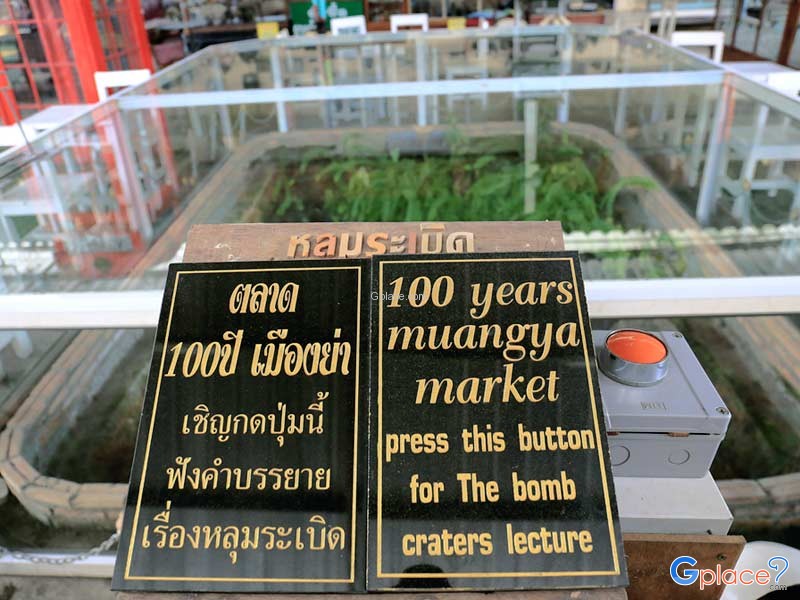 หลุมระเบิด
ตลาด
100ปี เมืองย่า
เชิญกดปุ่มนี้
ฟังคำบรรยาย
เรื่องหลุมระเบิด
100 years
muangya
market
press this button
for The bomb
craters lecture
Gplace.com
Gplace?
.com